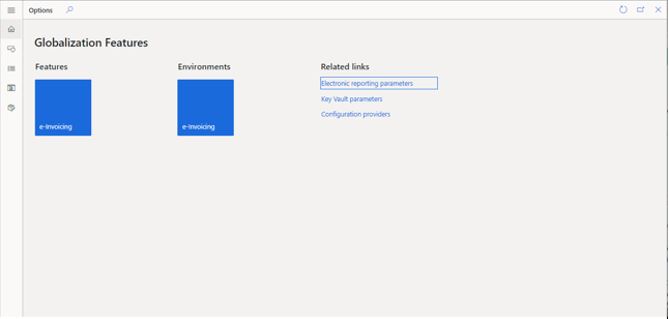 Options
Globalization Features
Features
Environments
Related links
e-Invoicing
e-Invoicing
Electronic reporting parameters
Key Vault parameters
Configuration providers